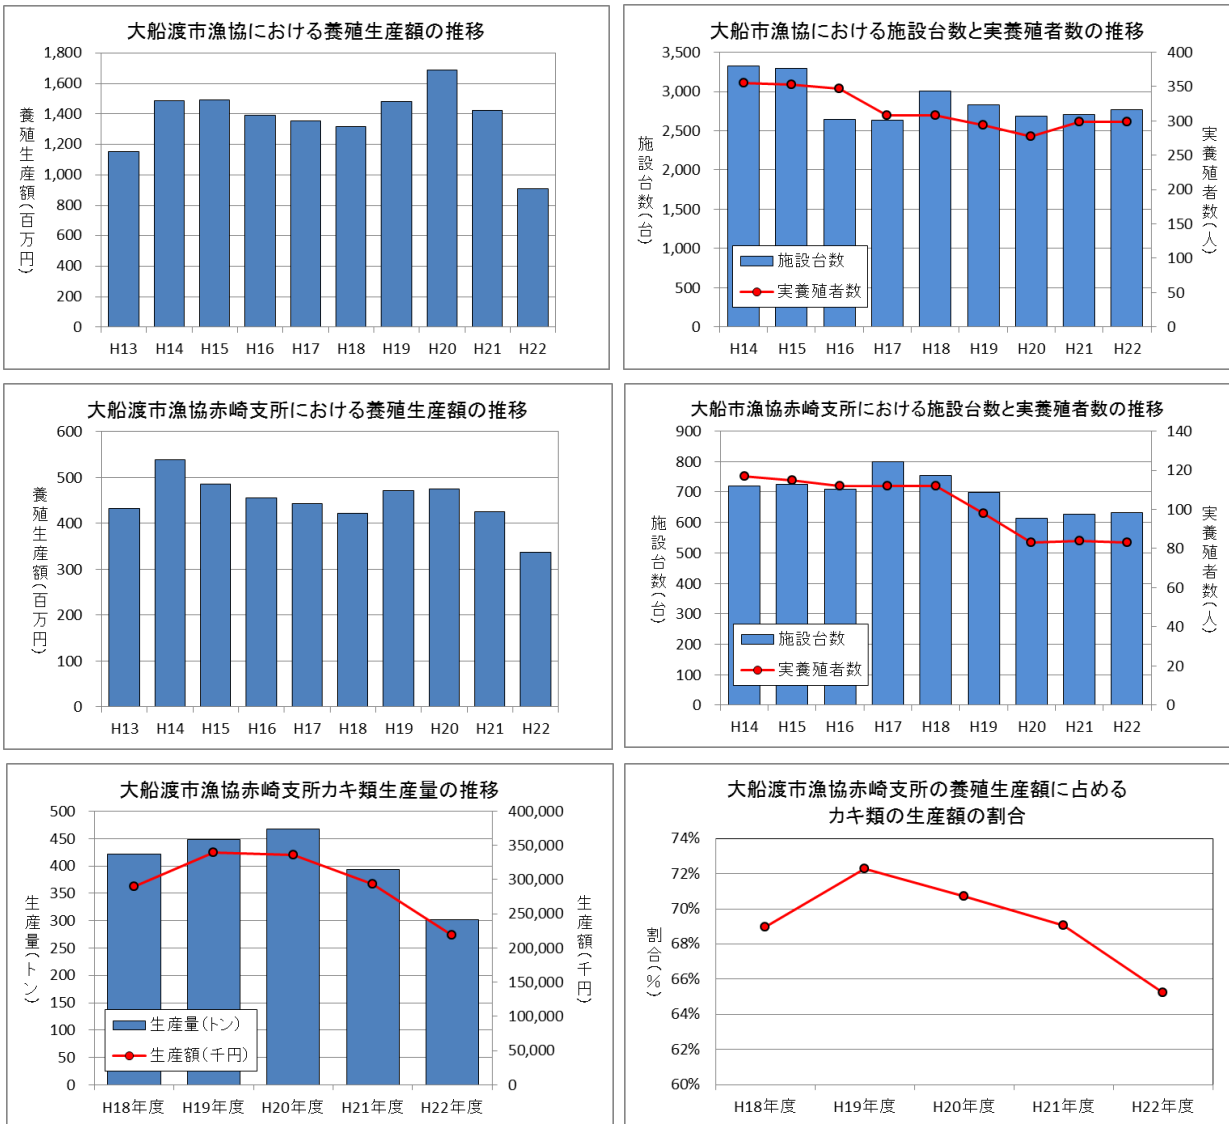 大船渡市漁協における養殖生産額の推移
養殖生産額(百万円)
1,800
1,600
1,400
1,200
1,000
800
600
400
200
0
H13 H14 H15 H16 H17 H18 H19 H20 H21 H22
大船市漁協における施設台数と実養殖者数の推移
施設台数(台)
3,500
3,000
2,500
2,000
1,500
1,000
500
0
施設台数
実養殖者数
400
350
300
250
200
150
100
50
0
実養殖者数(人)
H14 H15 H16 H17 H18 H19 H20 H21 H22
大船渡市漁協赤崎支所における養殖生産額の推移
養殖生産額(百万円)
600
500
400
300
200
100
0
H13 H14 H15 H16 H17 H18 H19 H20 H21 H22
大船市漁協赤崎支所における施設台数と実養殖者数の推移
施設台数(台)
900
800
700
600
500
400
300
200
100
0
施設台数
実養殖者数
140
120
100
80
60
40
20
0
実養殖者数(人)
H14 H15 H16 H17 H18 H19 H20 H21 H22
大船渡市漁協赤崎支所カキ類生産量の推移
生産量(トン)
500
450
400
350
300
250
200
150
100
50
0
生産量(トン)
生産額(千円)
400,000
350,000
300,000
250,000
200,000
150,000
100,000
50,000
0
生産額(千円)
H18年度 H19年度 H20年度 H21年度 H22年度
大船渡市漁協赤崎支所の養殖生産額に占める
カキ類の生産額の割合
割合)%(
74%
72%
70%
68%
66%
64%
62%
60%
H18年度 H19年度 H20年度 H21年度 H22年度